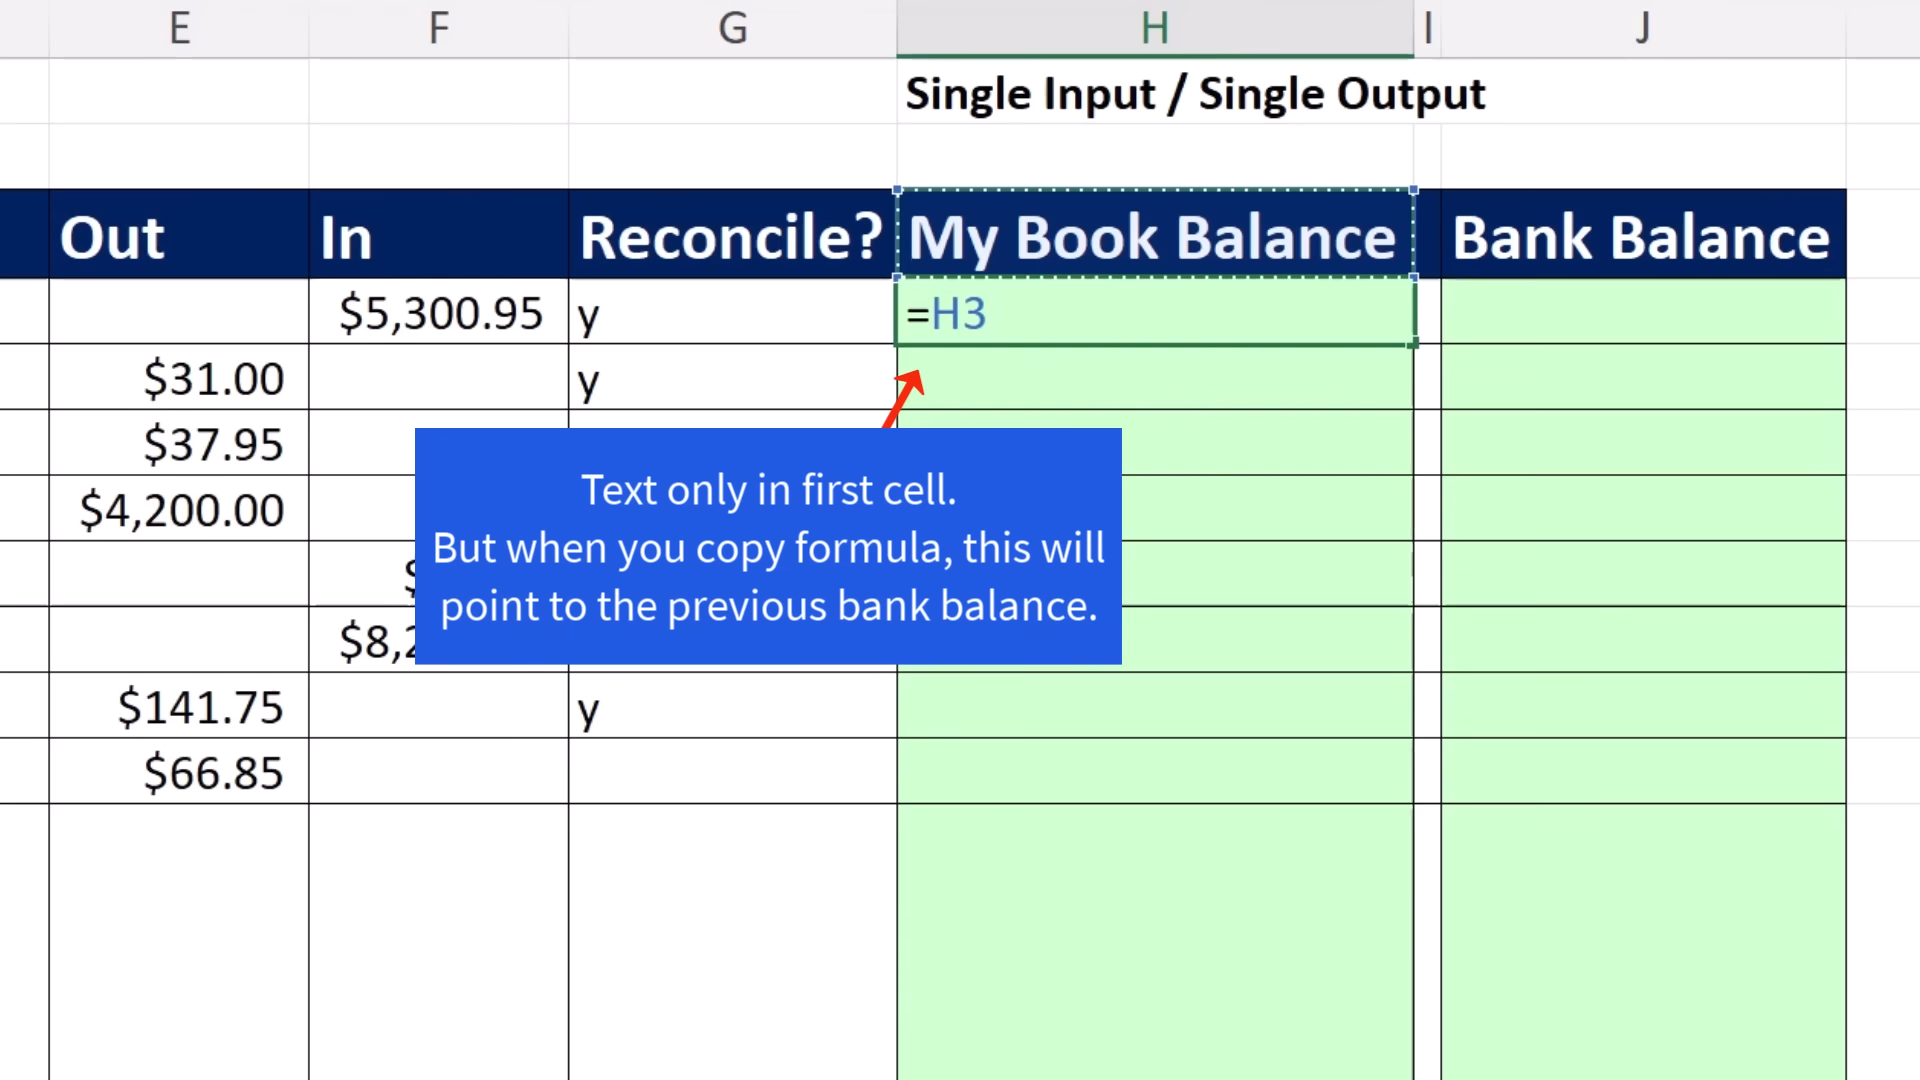 E F G H I J
Single Input / Single Output
Out In Reconcile? My Book Balance Bank Balance
$5,300.95 y =H3
$31.00 y
$37.95
$4,200.00
$
$8,2
$141.75 y
$66.85
Text only in first cell.
But when you copy formula, this will
point to the previous bank balance.